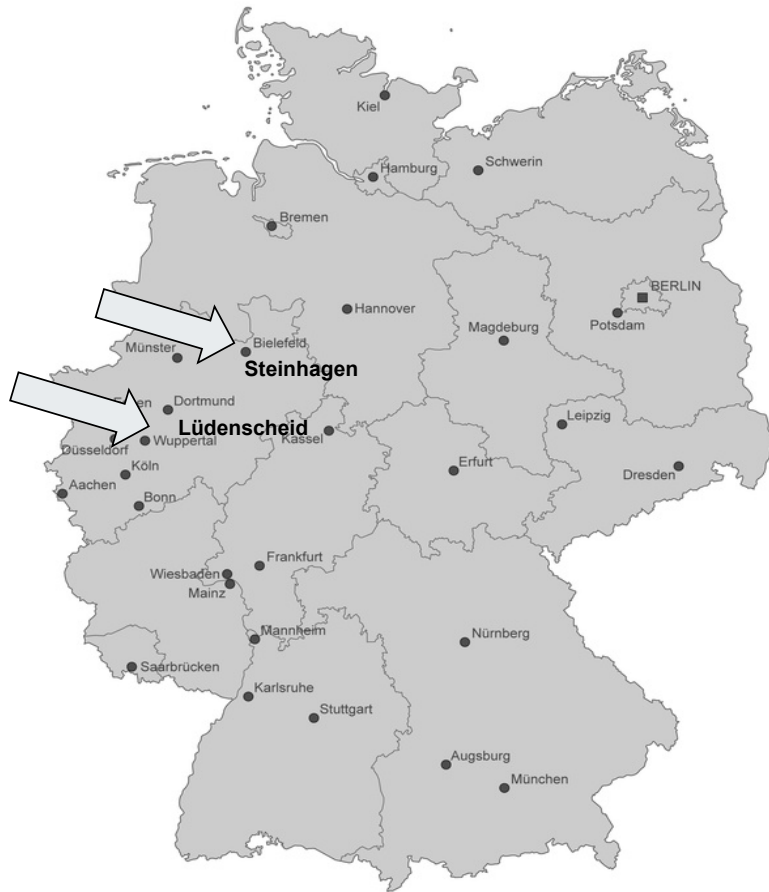 Kiel
Schwerin
Hamburg
Bremen
BERLIN
Hannover
Potsdam
Magdeburg
Bielefeld
Münster
Steinhagen
Dortmund
Leipzig
Lüdenscheid
Kassel
Wuppertal
Düsseldorf
Köln
Erfurt
Dresden
Aachen
Bonn
Frankfurt
Wiesbaden
Mainz
Mannheim
Nürnberg
Saarbrücken
Karlsruhe
Stuttgart
Augsburg
München